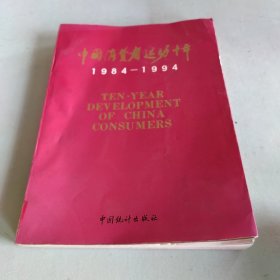 中国消费者运动十年
1984-1994
TEN-YEAR
DEVELOPMENT
OF CHINA
CONSUMERS
中国统计出版社